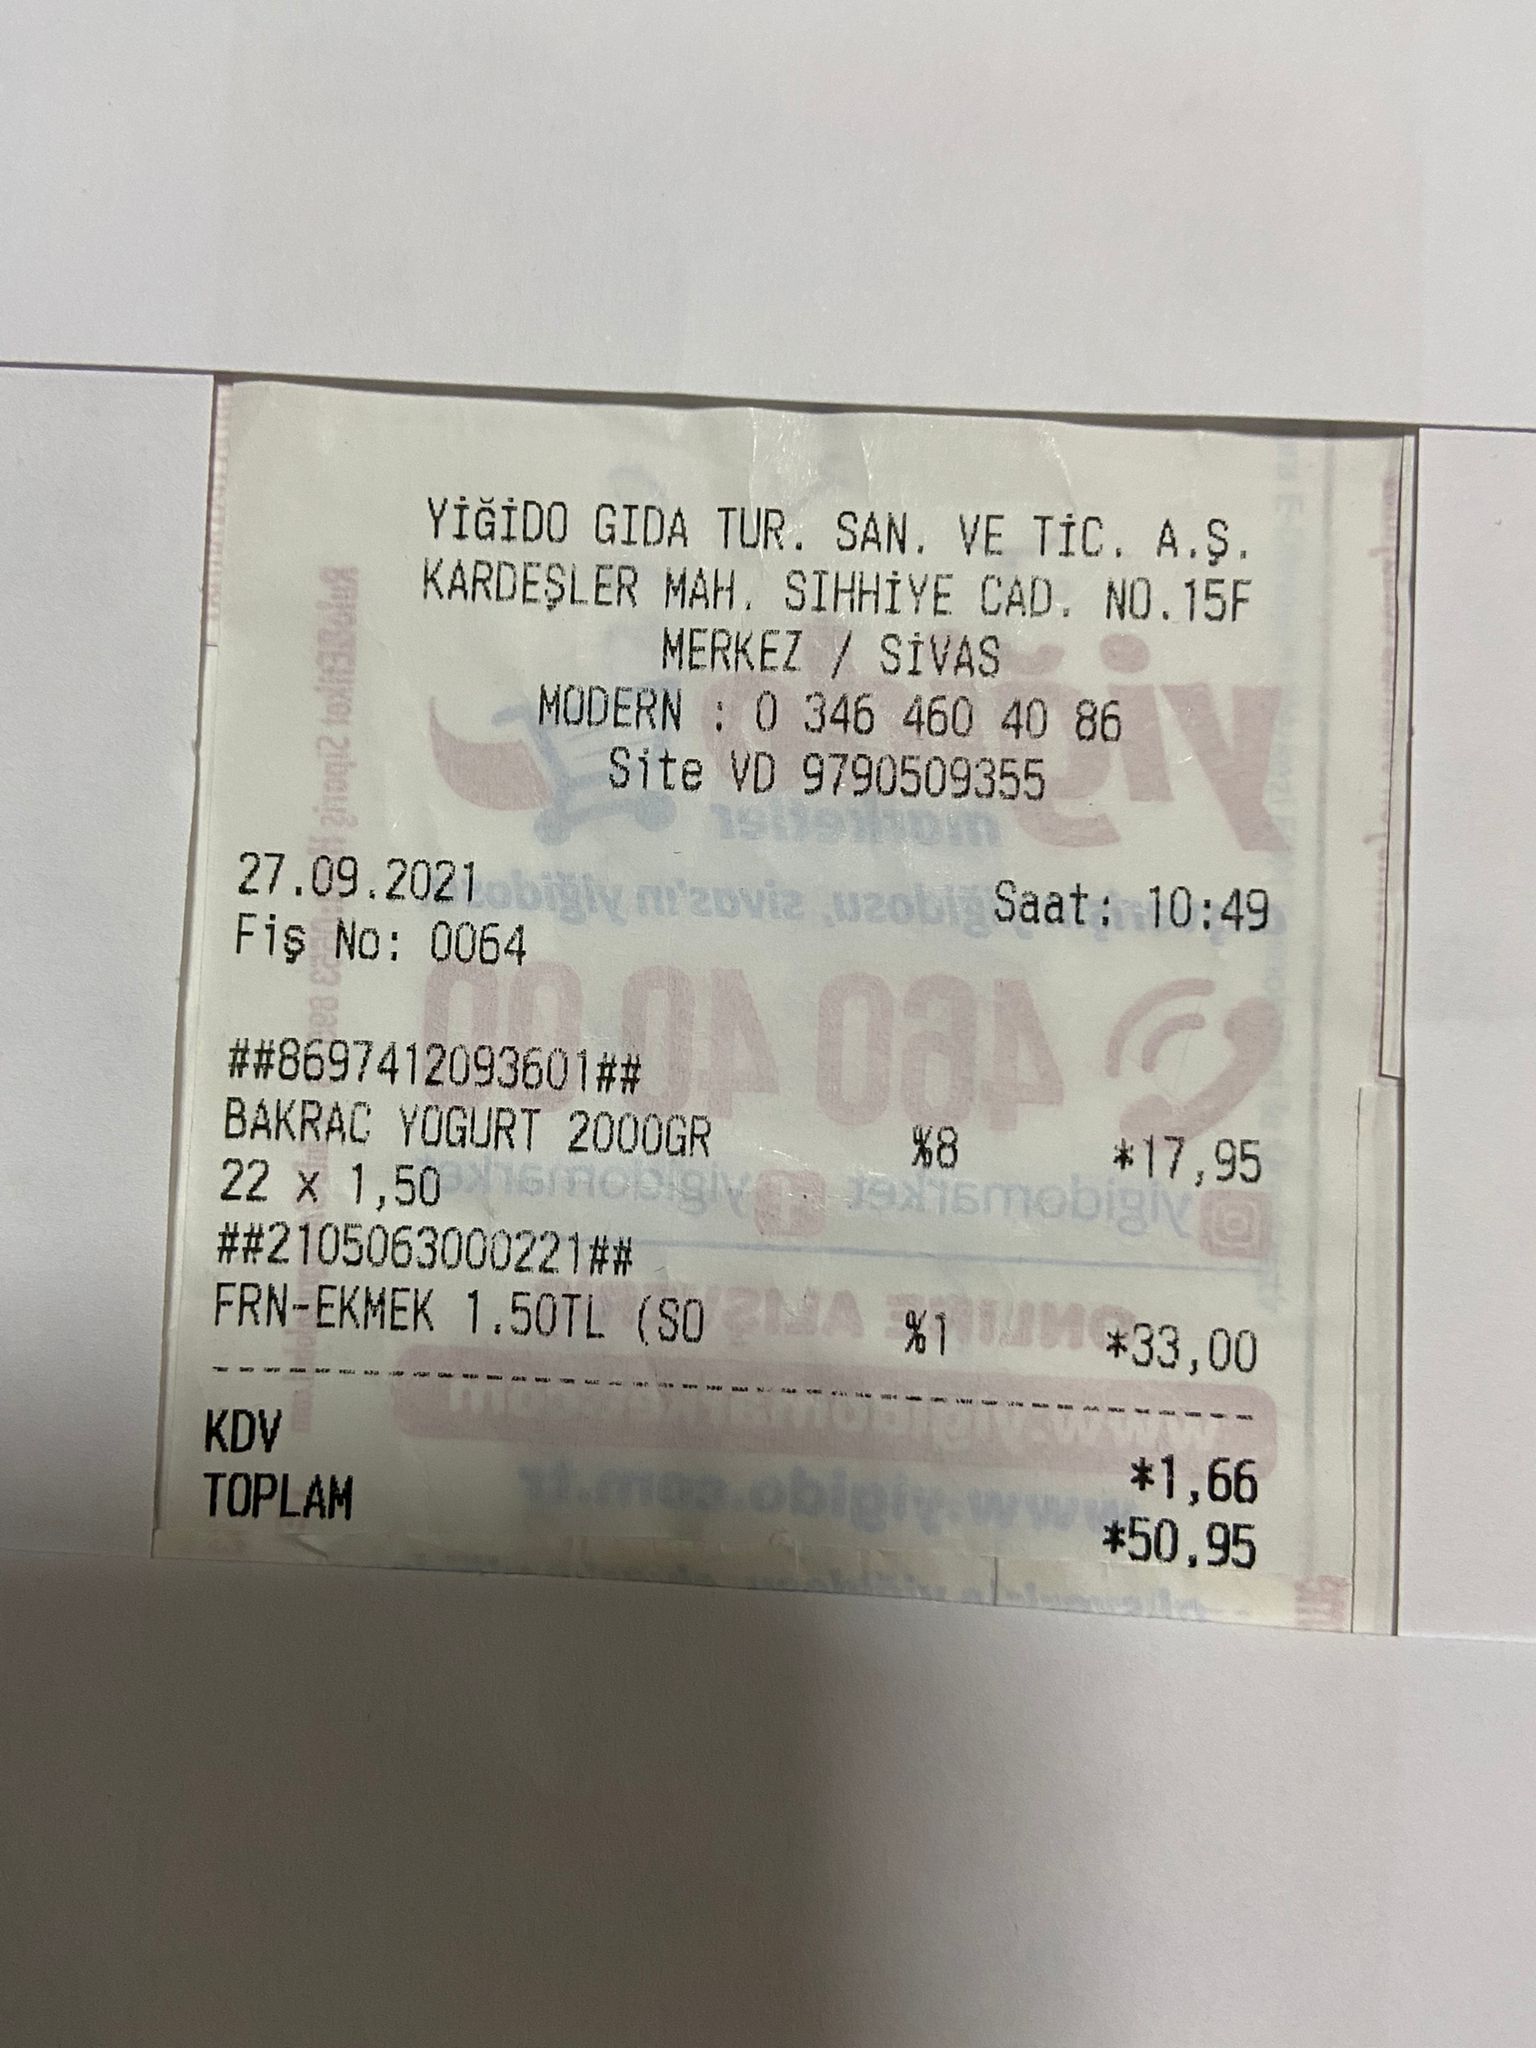 YİĞİDO GIDA TUR. SAN. VE TİC. A.Ş.
KARDEŞLER MAH. SIHHİYE CAD. NO.15F
MERKEZ / SİVAS
MODERN : 0 346 460 40 86
Site VD 9790509355
27.09.2021 Saat: 10:49
Fiş No: 0064
##8697412093601##
BAKRAC YOGURT 2000GR %8 *17,95
22 x 1,50
##2105063000221##
FRN-EKMEK 1.50TL (SO %1 *33,00
KDV *1,66
TOPLAM *50,95